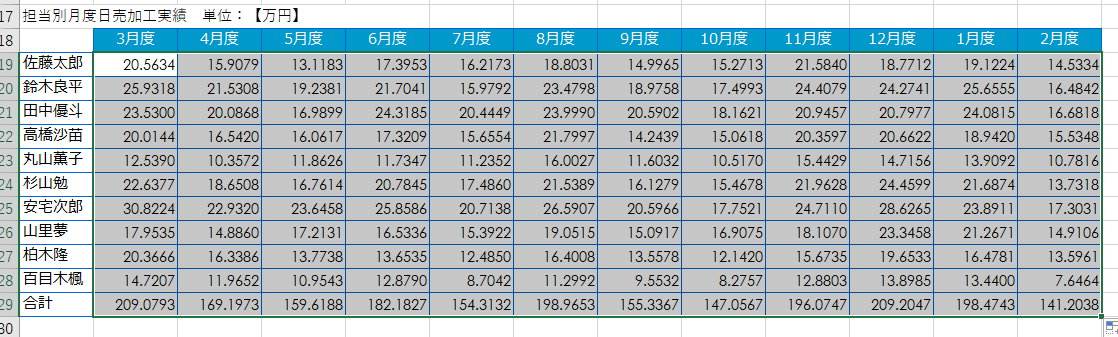 17 担当別月度日売加工実績　単位：【万円】
18 3月度 4月度 5月度 6月度 7月度 8月度 9月度 10月度 11月度 12月度 1月度 2月度
19 佐藤太郎 20.5634 15.9079 13.1183 17.3953 16.2173 18.8031 14.9965 15.2713 21.5840 18.7712 19.1224 14.5334
20 鈴木良平 25.9318 21.5308 19.2381 21.7041 15.9792 23.4798 18.9758 17.4993 24.4079 24.2741 25.6555 16.4842
21 田中優斗 23.5300 20.0868 16.9899 24.3185 20.4449 23.9990 20.5902 18.1621 20.9457 20.7977 24.0815 16.6818
22 高橋沙苗 20.0144 16.5420 16.0617 17.3209 15.6554 21.7997 14.2439 15.0618 20.3597 20.6622 18.9420 15.5348
23 丸山薫子 12.5390 10.3572 11.8626 11.7347 11.2352 16.0027 11.6032 10.5170 15.4429 14.7156 13.9092 10.7816
24 杉山勉 22.6377 18.6508 16.7614 20.7845 17.4860 21.5389 16.1279 15.4678 21.9628 24.4599 21.6874 13.7318
25 安宅次郎 30.8224 22.9320 23.6458 25.8586 20.7138 26.5907 20.5966 17.7521 24.7110 28.6265 23.8911 17.3031
26 山里夢 17.9535 14.8860 17.2131 16.5336 15.3922 19.0515 15.0917 16.9075 18.1070 23.3458 21.2671 14.9106
27 柏木隆 20.3666 16.3386 13.7738 13.6535 12.4850 16.4008 13.5578 12.1420 15.6735 19.6533 16.4781 13.5961
28 百目木楓 14.7207 11.9652 10.9543 12.8790 8.7042 11.2992 9.5532 8.2757 12.8803 13.8985 13.4400 7.6464
29 合計 209.0793 169.1973 159.6188 182.1827 154.3132 198.9653 155.3367 147.0567 196.0747 209.2047 198.4743 141.2038
30